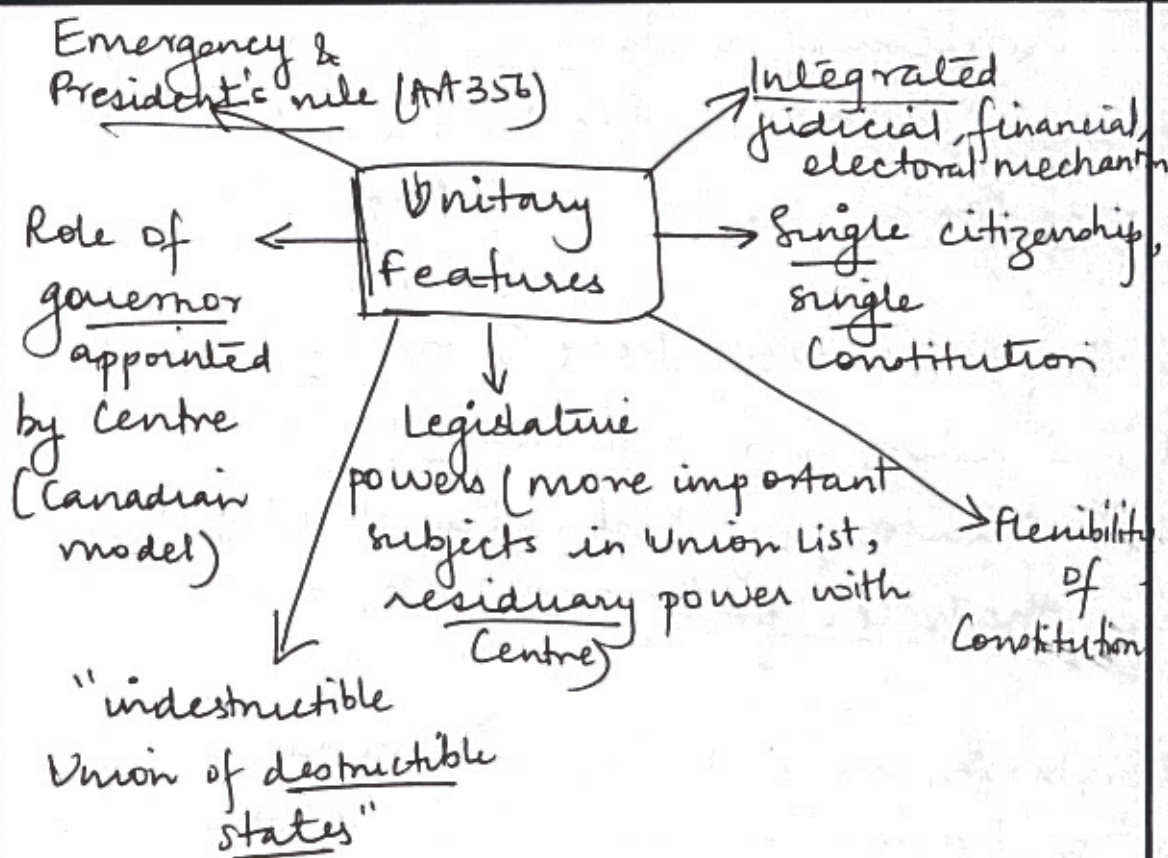 Emergency &
President's rule (Art 356)
Integrated
judicial, financial,
electoral mechanism
Unitary
features
Role of
governor
appointed
by Centre
(Canadian
model)
Single citizenship,
single
Constitution
Legislative
powers (more important
subjects in Union List,
residuary power with
Centre)
Flexibility
of
Constitution
"indestructible
Union of destructible
states"